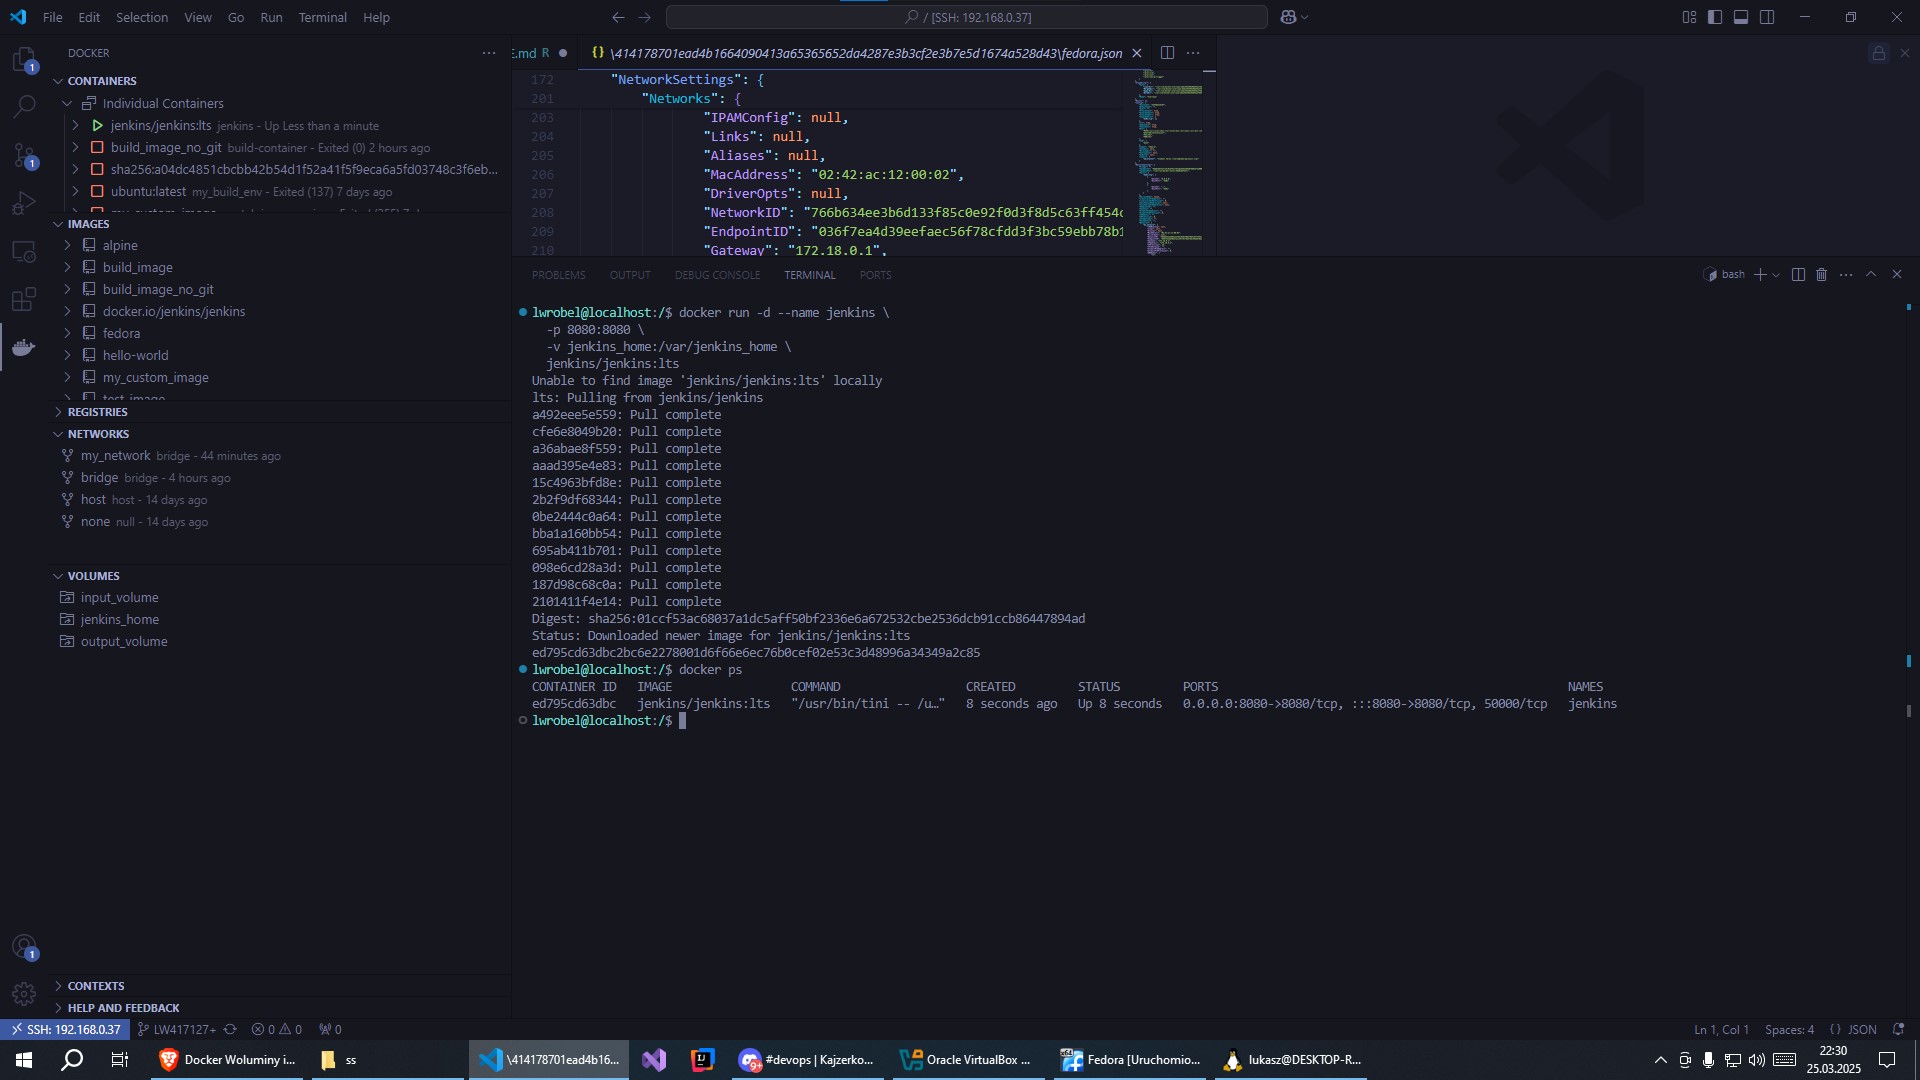 File Edit Selection View Go Run Terminal Help
/ [SSH: 192.168.0.37]
DOCKER
CONTAINERS
Individual Containers
jenkins/jenkins:lts jenkins - Up Less than a minute
build_image_no_git build-container - Exited (0) 2 hours ago
sha256:a04dc4851cbcbb42b54d1f52a41f5f9eca6a5fd03748c3f6eb...
ubuntu:latest my_build_env - Exited (137) 7 days ago
IMAGES
alpine
build_image
build_image_no_git
docker.io/jenkins/jenkins
fedora
hello-world
my_custom_image
test_image
REGISTRIES
NETWORKS
my_network bridge - 44 minutes ago
bridge bridge - 4 hours ago
host host - 14 days ago
none null - 14 days ago
VOLUMES
input_volume
jenkins_home
output_volume
CONTEXTS
HELP AND FEEDBACK
E.md R
{} \414178701ead4b1664090413a65365652da4287e3b3cf2e3b7e5d1674a528d43\fedora.json
172 "NetworkSettings": {
201 "Networks": {
203 "IPAMConfig": null,
204 "Links": null,
205 "Aliases": null,
206 "MacAddress": "02:42:ac:12:00:02",
207 "DriverOpts": null,
208 "NetworkID": "766b634ee3b6d133f85c0e92f0d3f8d5c63ff454c
209 "EndpointID": "036f7ea4d39eefaec56f78cfdd3f3bc59ebb78b1
210 "Gateway": "172.18.0.1",
PROBLEMS OUTPUT DEBUG CONSOLE TERMINAL PORTS
bash
lwrobel@localhost:/$ docker run -d --name jenkins \
-p 8080:8080 \
-v jenkins_home:/var/jenkins_home \
jenkins/jenkins:lts
Unable to find image 'jenkins/jenkins:lts' locally
lts: Pulling from jenkins/jenkins
a492eee5e559: Pull complete
cfe6e8049b20: Pull complete
a36abae8f559: Pull complete
aaad395e4e83: Pull complete
15c4963bfd8e: Pull complete
2b2f9df68344: Pull complete
0be2444c0a64: Pull complete
bba1a160bb54: Pull complete
695ab411b701: Pull complete
098e6cd28a3d: Pull complete
187d98c68c0a: Pull complete
2101411f4e14: Pull complete
Digest: sha256:01ccf53ac68037a1dc5aff50bf2336e6a672532cbe2536dcb91ccb86447894ad
Status: Downloaded newer image for jenkins/jenkins:lts
ed795cd63dbc2bc6e2278001d6f66e6ec76b0cef02e53c3d48996a34349a2c85
lwrobel@localhost:/$ docker ps
CONTAINER ID IMAGE COMMAND CREATED STATUS PORTS NAMES
ed795cd63dbc jenkins/jenkins:lts "/usr/bin/tini -- /u…" 8 seconds ago Up 8 seconds 0.0.0.0:8080->8080/tcp, :::8080->8080/tcp, 50000/tcp jenkins
lwrobel@localhost:/$
SSH: 192.168.0.37 LW417127+ 0 0 0
Ln 1, Col 1 Spaces: 4 {} JSON
Docker Woluminy i...
ss
\414178701ead4b16...
#devops | Kajzerko...
Oracle VirtualBox ...
Fedora [Uruchomio...
lukasz@DESKTOP-R...
22:30
25.03.2025